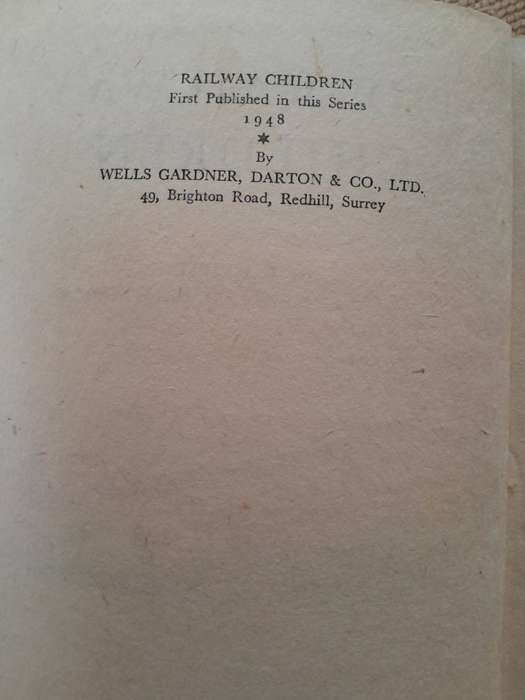 RAILWAY CHILDREN
First Published in this Series
1948
*
By
WELLS GARDNER, DARTON & CO., LTD.
49, Brighton Road, Redhill, Surrey